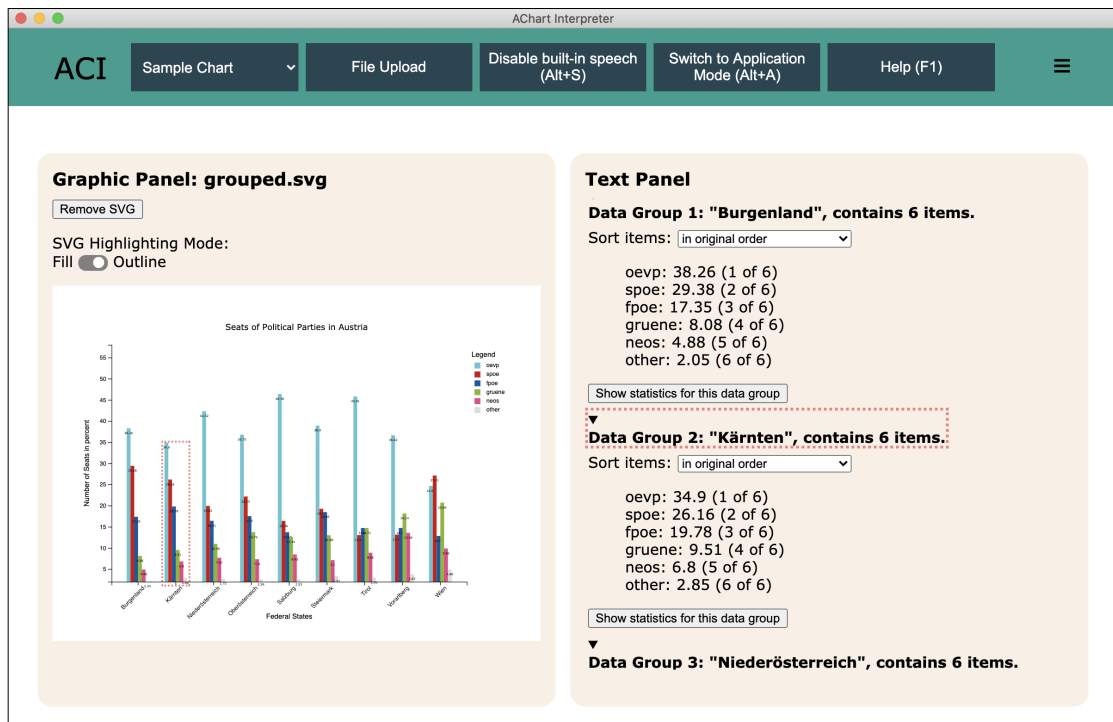 AChart Interpreter
ACI
Sample Chart
File Upload
Disable built-in speech
(Alt+S)
Switch to Application
Mode (Alt+A)
Help (F1)
Graphic Panel: grouped.svg
Remove SVG
SVG Highlighting Mode:
Fill Outline
Seats of Political Parties in Austria
Number of Seats in percent
55
50
45
40
35
30
25
20
15
10
5
Legend
oevp
spoe
fpoe
gruene
neos
other
Burgenland
Kärnten
Niederösterreich
Oberösterreich
Salzburg
Steiermark
Tirol
Vorarlberg
Wien
Federal States
Text Panel
Data Group 1: "Burgenland", contains 6 items.
Sort items: in original order
oevp: 38.26 (1 of 6)
spoe: 29.38 (2 of 6)
fpoe: 17.35 (3 of 6)
gruene: 8.08 (4 of 6)
neos: 4.88 (5 of 6)
other: 2.05 (6 of 6)
Show statistics for this data group
Data Group 2: "Kärnten", contains 6 items.
Sort items: in original order
oevp: 34.9 (1 of 6)
spoe: 26.16 (2 of 6)
fpoe: 19.78 (3 of 6)
gruene: 9.51 (4 of 6)
neos: 6.8 (5 of 6)
other: 2.85 (6 of 6)
Show statistics for this data group
Data Group 3: "Niederösterreich", contains 6 items.